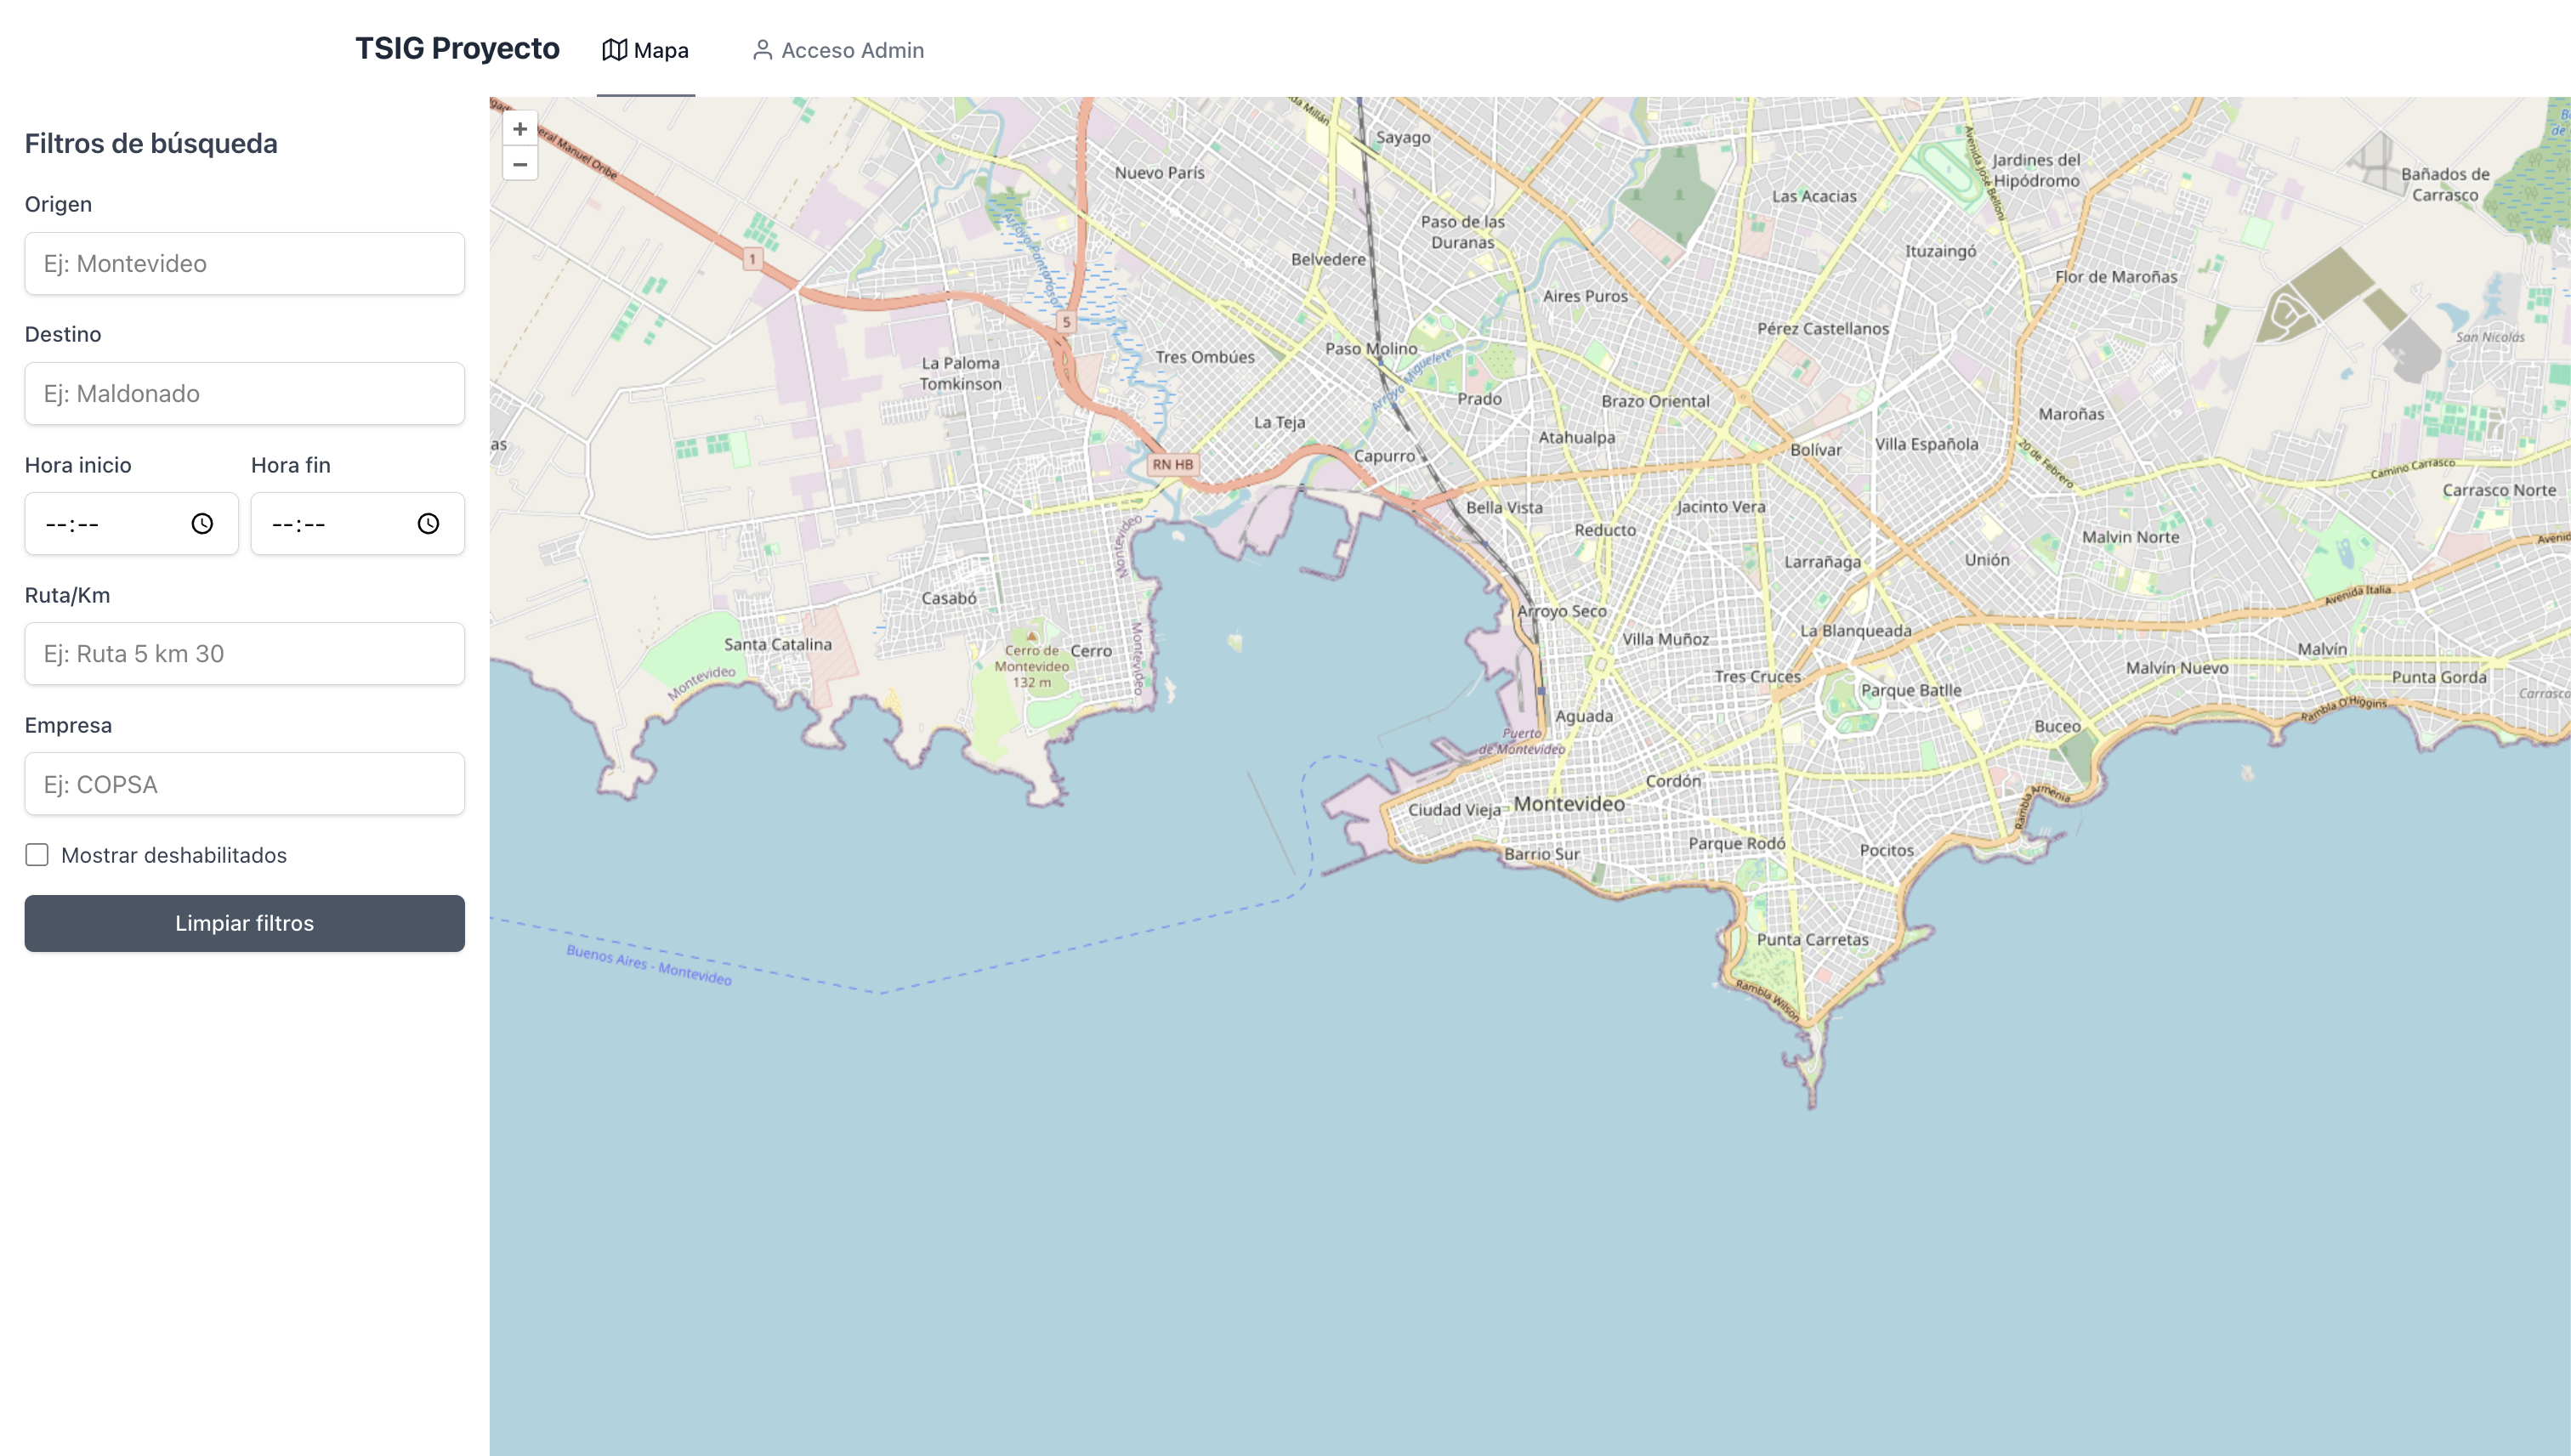 TSIG Proyecto
Mapa
Acceso Admin
Filtros de búsqueda
Origen
Ej: Montevideo
Destino
Ej: Maldonado
Hora inicio
Hora fin
--:--
--:--
Ruta/Km
Ej: Ruta 5 km 30
Empresa
Ej: COPSA
Mostrar deshabilitados
Limpiar filtros
+
−
eral Manuel Oribe
da Millán
Sayago
Nuevo París
Avenida José Belloni
Jardines del
Hipódromo
Bañados de
Carrasco
Las Acacias
Paso de las
Duranas
Arroyo Pantanoso
Belvedere
1
Ituzaingó
Flor de Maroñas
Aires Puros
5
Pérez Castellanos
San Nicolás
La Paloma
Tomkinson
Tres Ombúes
Paso Molino
Arroyo Miguelete
Prado
Brazo Oriental
Maroñas
La Teja
Atahualpa
as
Capurro
Bolívar
Villa Española
20 de Febrero
RN HB
Camino Carrasco
Carrasco Norte
Bella Vista
Jacinto Vera
Reducto
Malvin Norte
Avenid
Montevideo
Larrañaga
Unión
Casabó
Avenida Italia
Arroyo Seco
Villa Muñoz
La Blanqueada
Santa Catalina
Cerro de
Montevideo
132 m
Cerro
Montevideo
Malvín
Malvín Nuevo
Tres Cruces
Punta Gorda
Montevideo
Parque Batlle
Carrasco
Rambla O'Higgins
Aguada
Buceo
Puerto
de Montevideo
Cordón
Rambla Armenia
Ciudad Vieja
Montevideo
Parque Rodó
Pocitos
Barrio Sur
Punta Carretas
Buenos Aires - Montevideo
Rambla Wilson